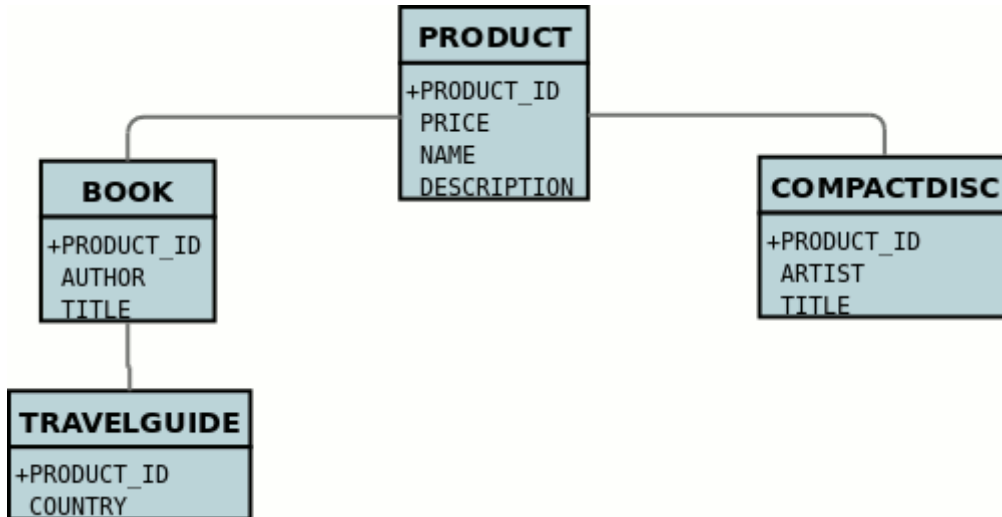 PRODUCT
+PRODUCT_ID
PRICE
NAME
DESCRIPTION
BOOK
+PRODUCT_ID
AUTHOR
TITLE
COMPACTDISC
+PRODUCT_ID
ARTIST
TITLE
TRAVELGUIDE
+PRODUCT_ID
COUNTRY